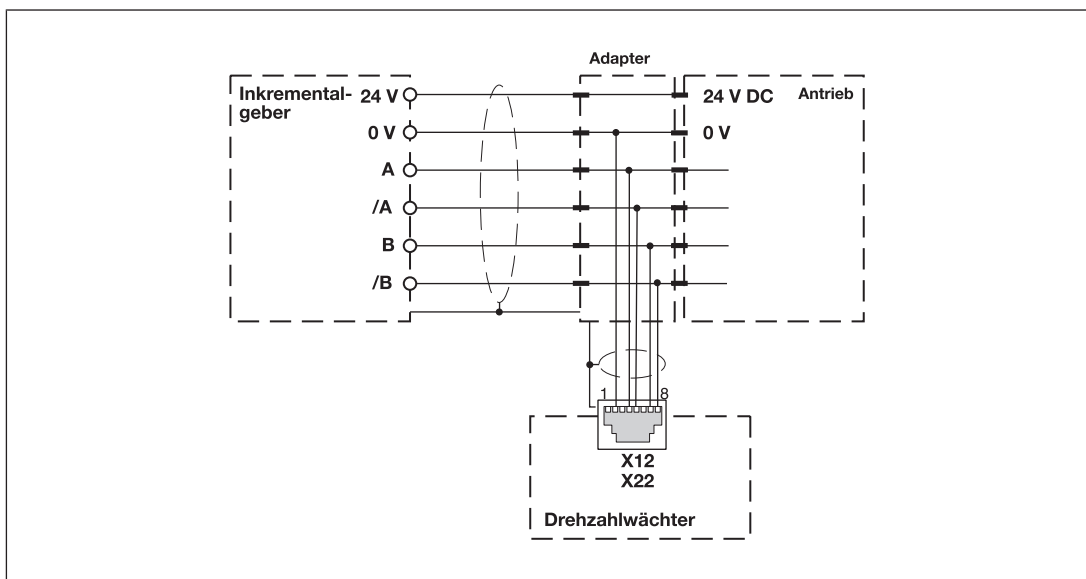 Adapter
Inkremental-
geber
24 V
0 V
A
/A
B
/B
24 V DC
0 V
Antrieb
1
8
X12
X22
Drehzahlwächter